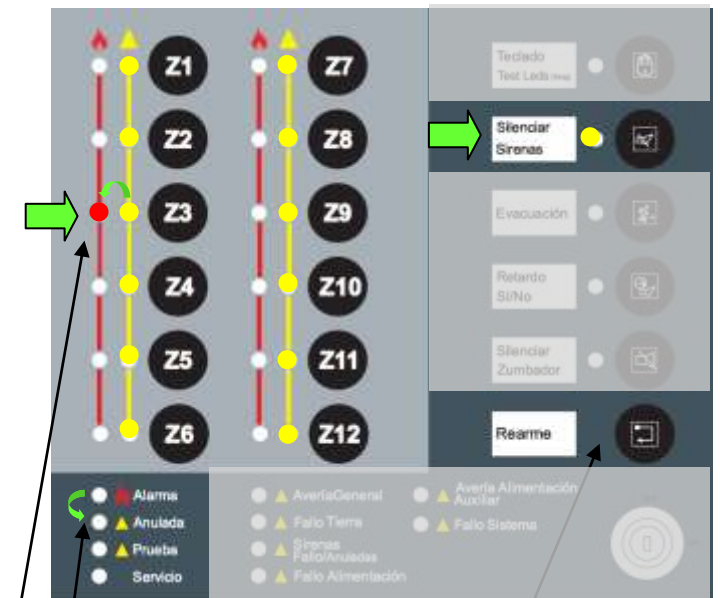 Z1
Z7
Teclado
Test Leds
Z2
Z8
Silenciar
Sirenas
Z3
Z9
Evacuación
Z4
Z10
Retardo
Sí/No
Z5
Z11
Silenciar
Zumbador
Z6
Z12
Rearme
Alarma
AveríaGeneral
Avería Alimentación
Auxiliar
Anulada
Fallo Tierra
Fallo Sistema
Prueba
Sirenas
Fallo/Anuladas
Servicio
Fallo Alimentación